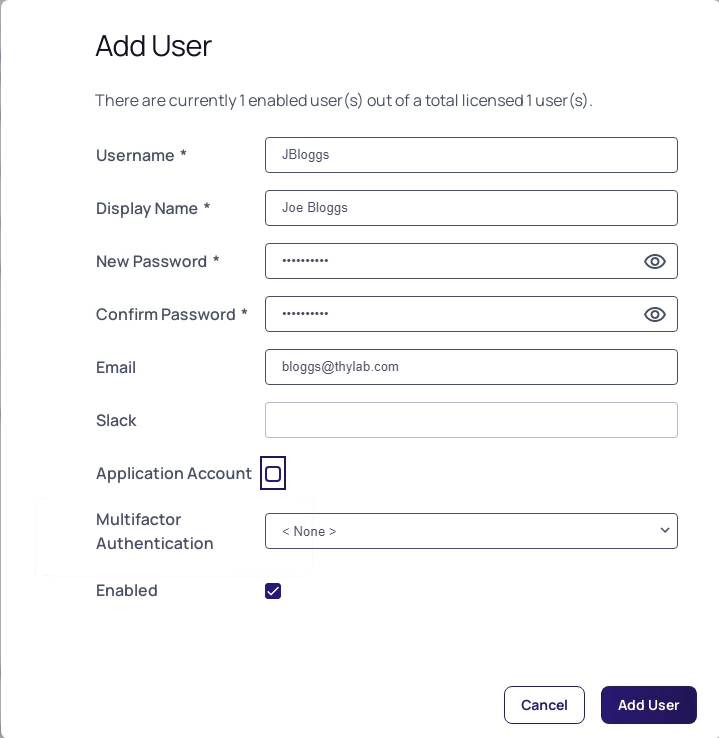 Add User
There are currently 1 enabled user(s) out of a total licensed 1 user(s).
Username *
JBloggs
Display Name *
Joe Bloggs
New Password *
••••••••••
Confirm Password *
••••••••••
Email
bloggs@thylab.com
Slack
Application Account
Multifactor
Authentication
< None >
Enabled
Cancel
Add User